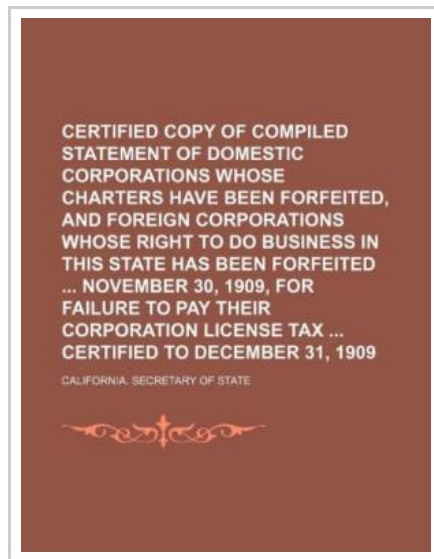 CERTIFIED COPY OF COMPILED
STATEMENT OF DOMESTIC
CORPORATIONS WHOSE
CHARTERS HAVE BEEN FORFEITED,
AND FOREIGN CORPORATIONS
WHOSE RIGHT TO DO BUSINESS IN
THIS STATE HAS BEEN FORFEITED
... NOVEMBER 30, 1909, FOR
FAILURE TO PAY THEIR
CORPORATION LICENSE TAX ...
CERTIFIED TO DECEMBER 31, 1909
CALIFORNIA. SECRETARY OF STATE